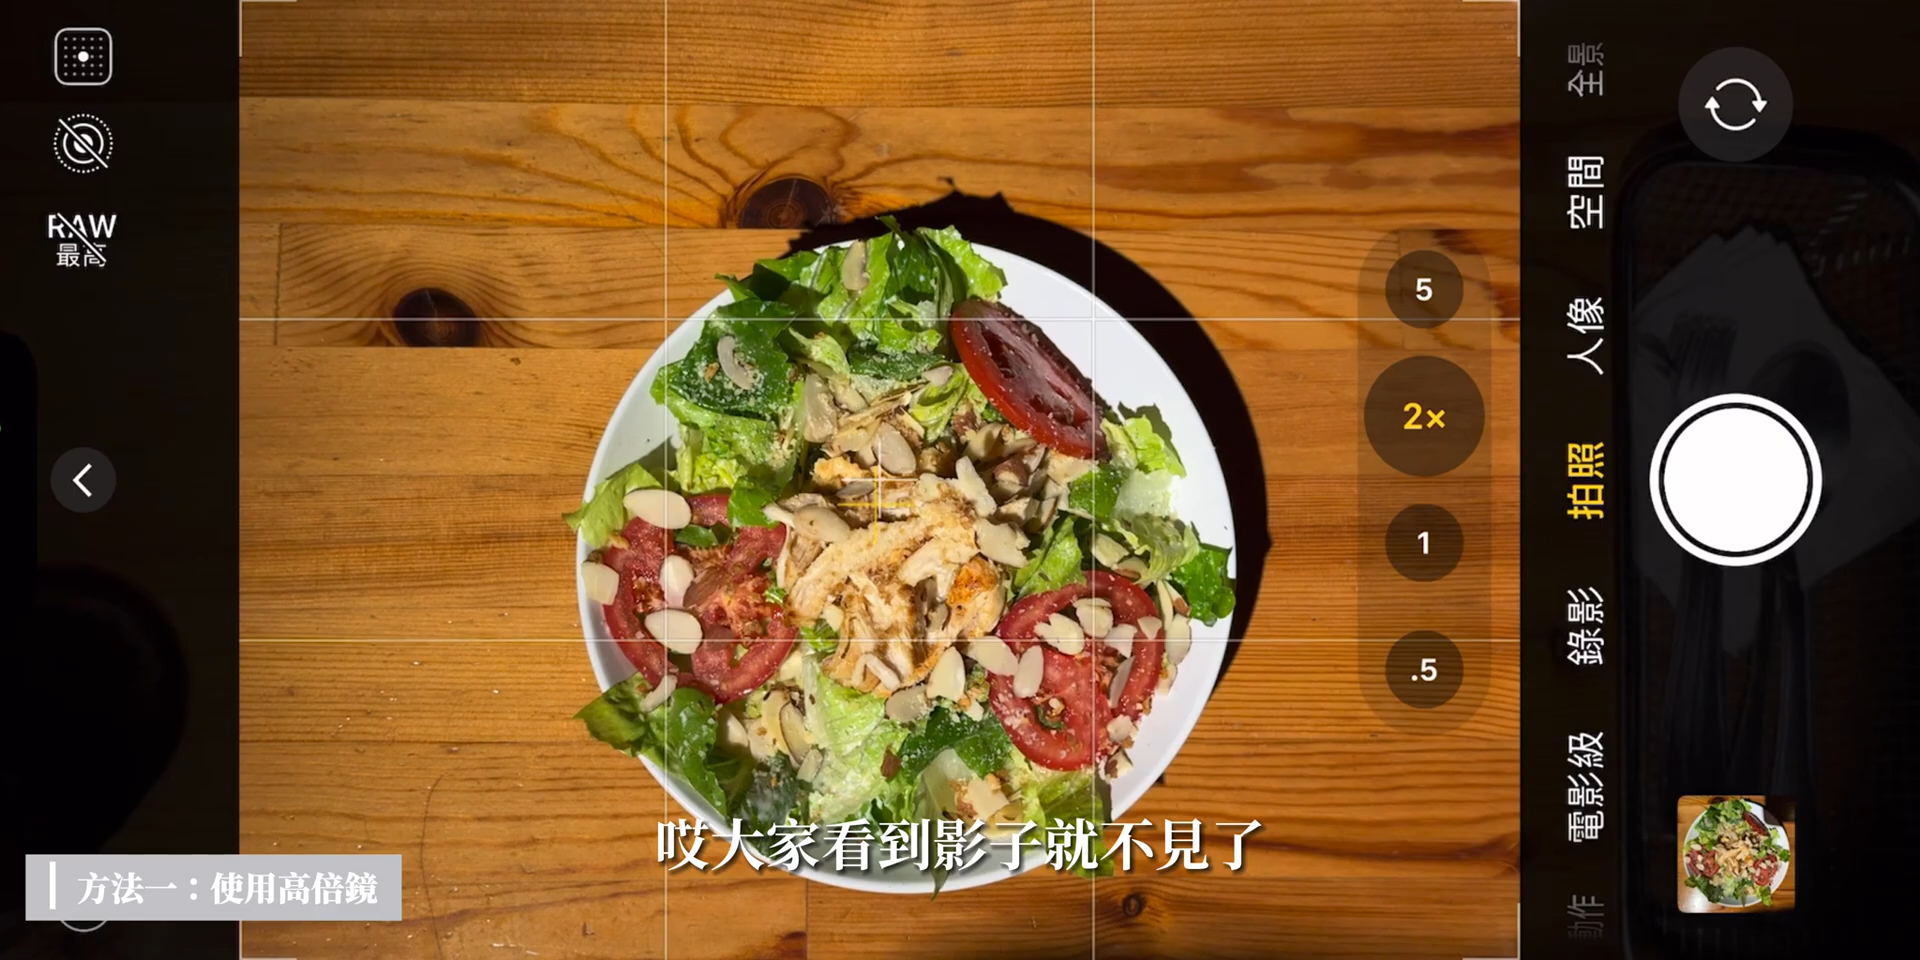 RAW
最高
5
2×
1
.5
全景
空間
人像
拍照
錄影
電影級
動作
哎大家看到影子就不見了
方法一：使用高倍鏡